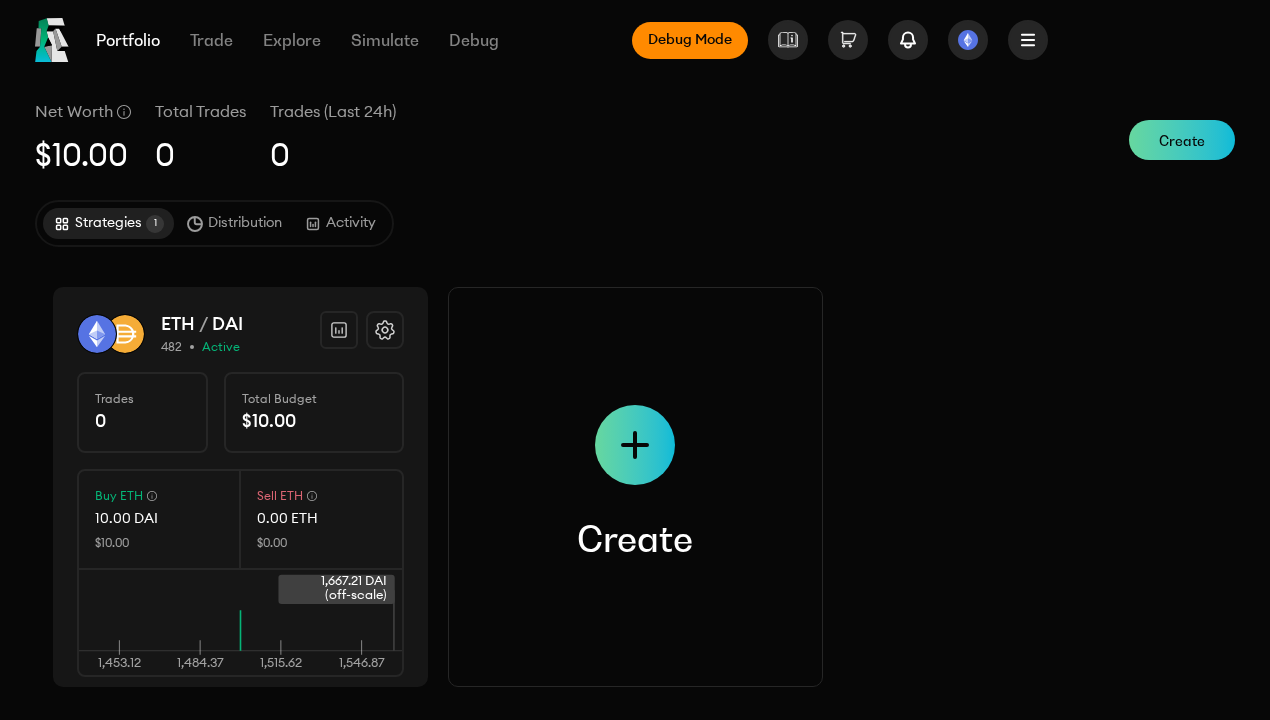 Portfolio
Trade
Explore
Simulate
Debug
Debug Mode
Net Worth
Total Trades
Trades (Last 24h)
$10.00
0
0
Create
Strategies
1
Distribution
Activity
ETH / DAI
482 • Active
Trades
0
Total Budget
$10.00
Buy ETH
10.00 DAI
$10.00
Sell ETH
0.00 ETH
$0.00
1,667.21 DAI
(off-scale)
1,453.12
1,484.37
1,515.62
1,546.87
Create